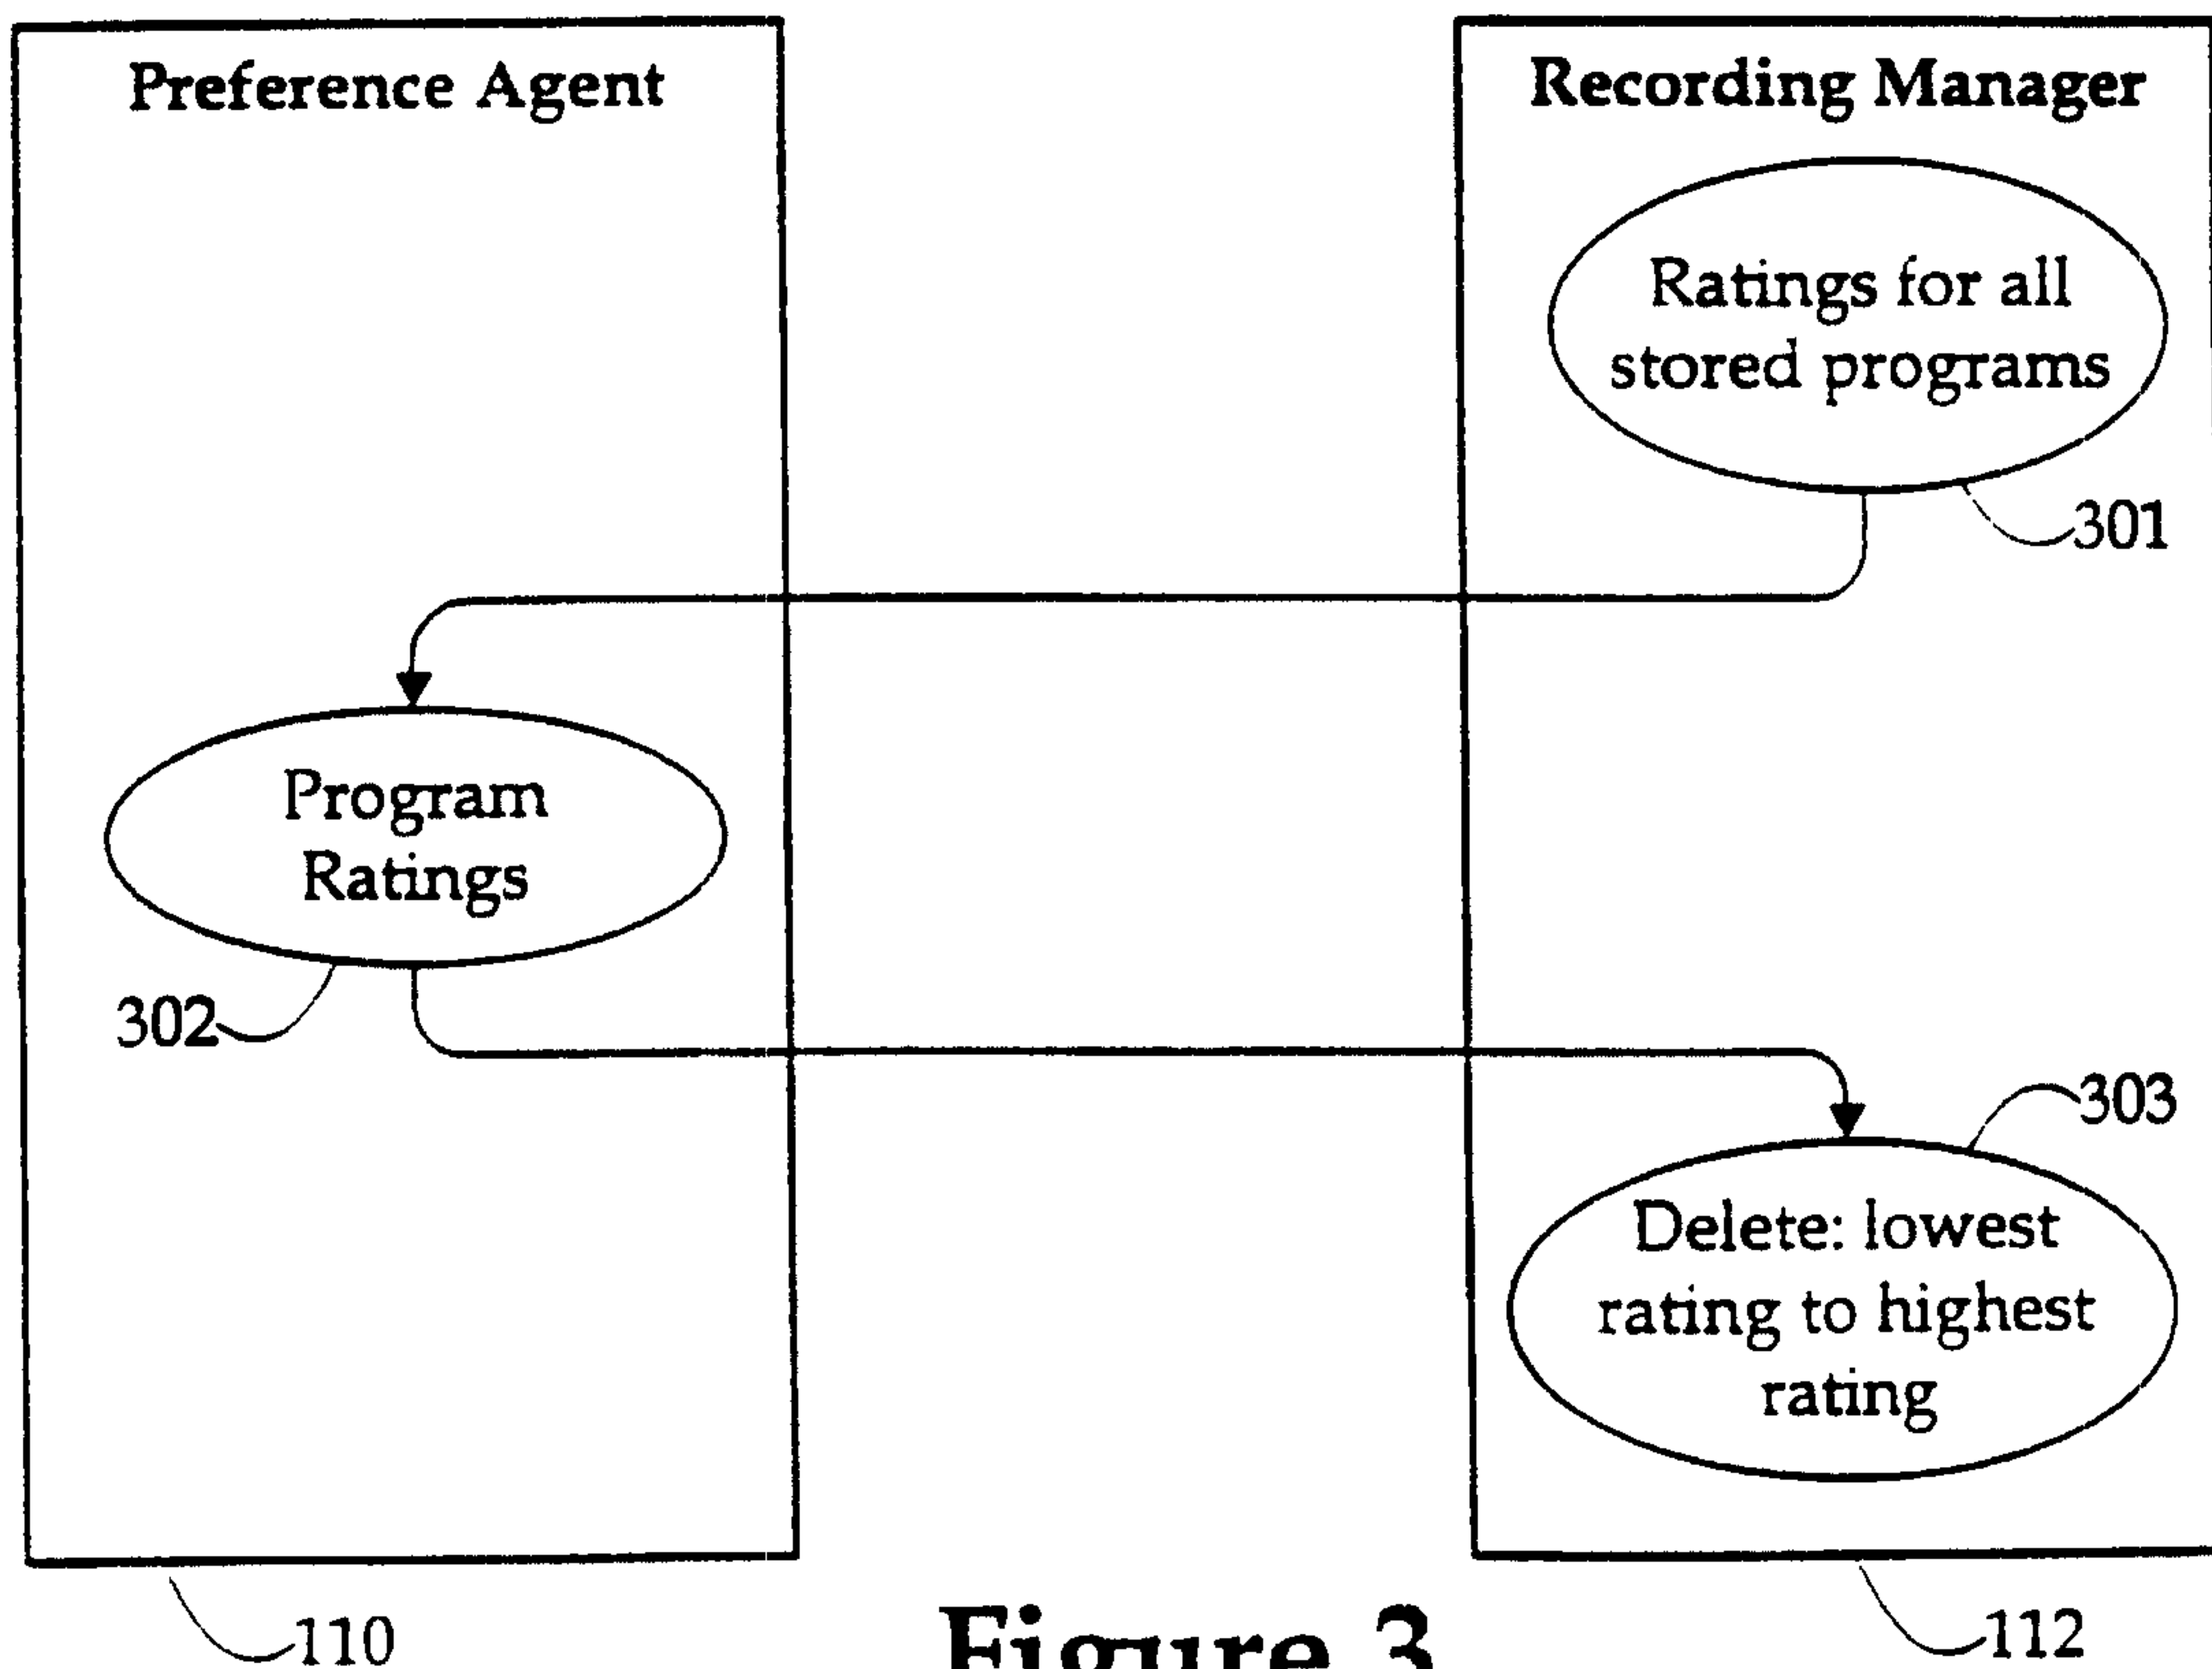 Preference Agent
Recording Manager
Ratings for all
stored programs
301
Program
Ratings
302
303
Delete: lowest
rating to highest
rating
110
112
Figure 3